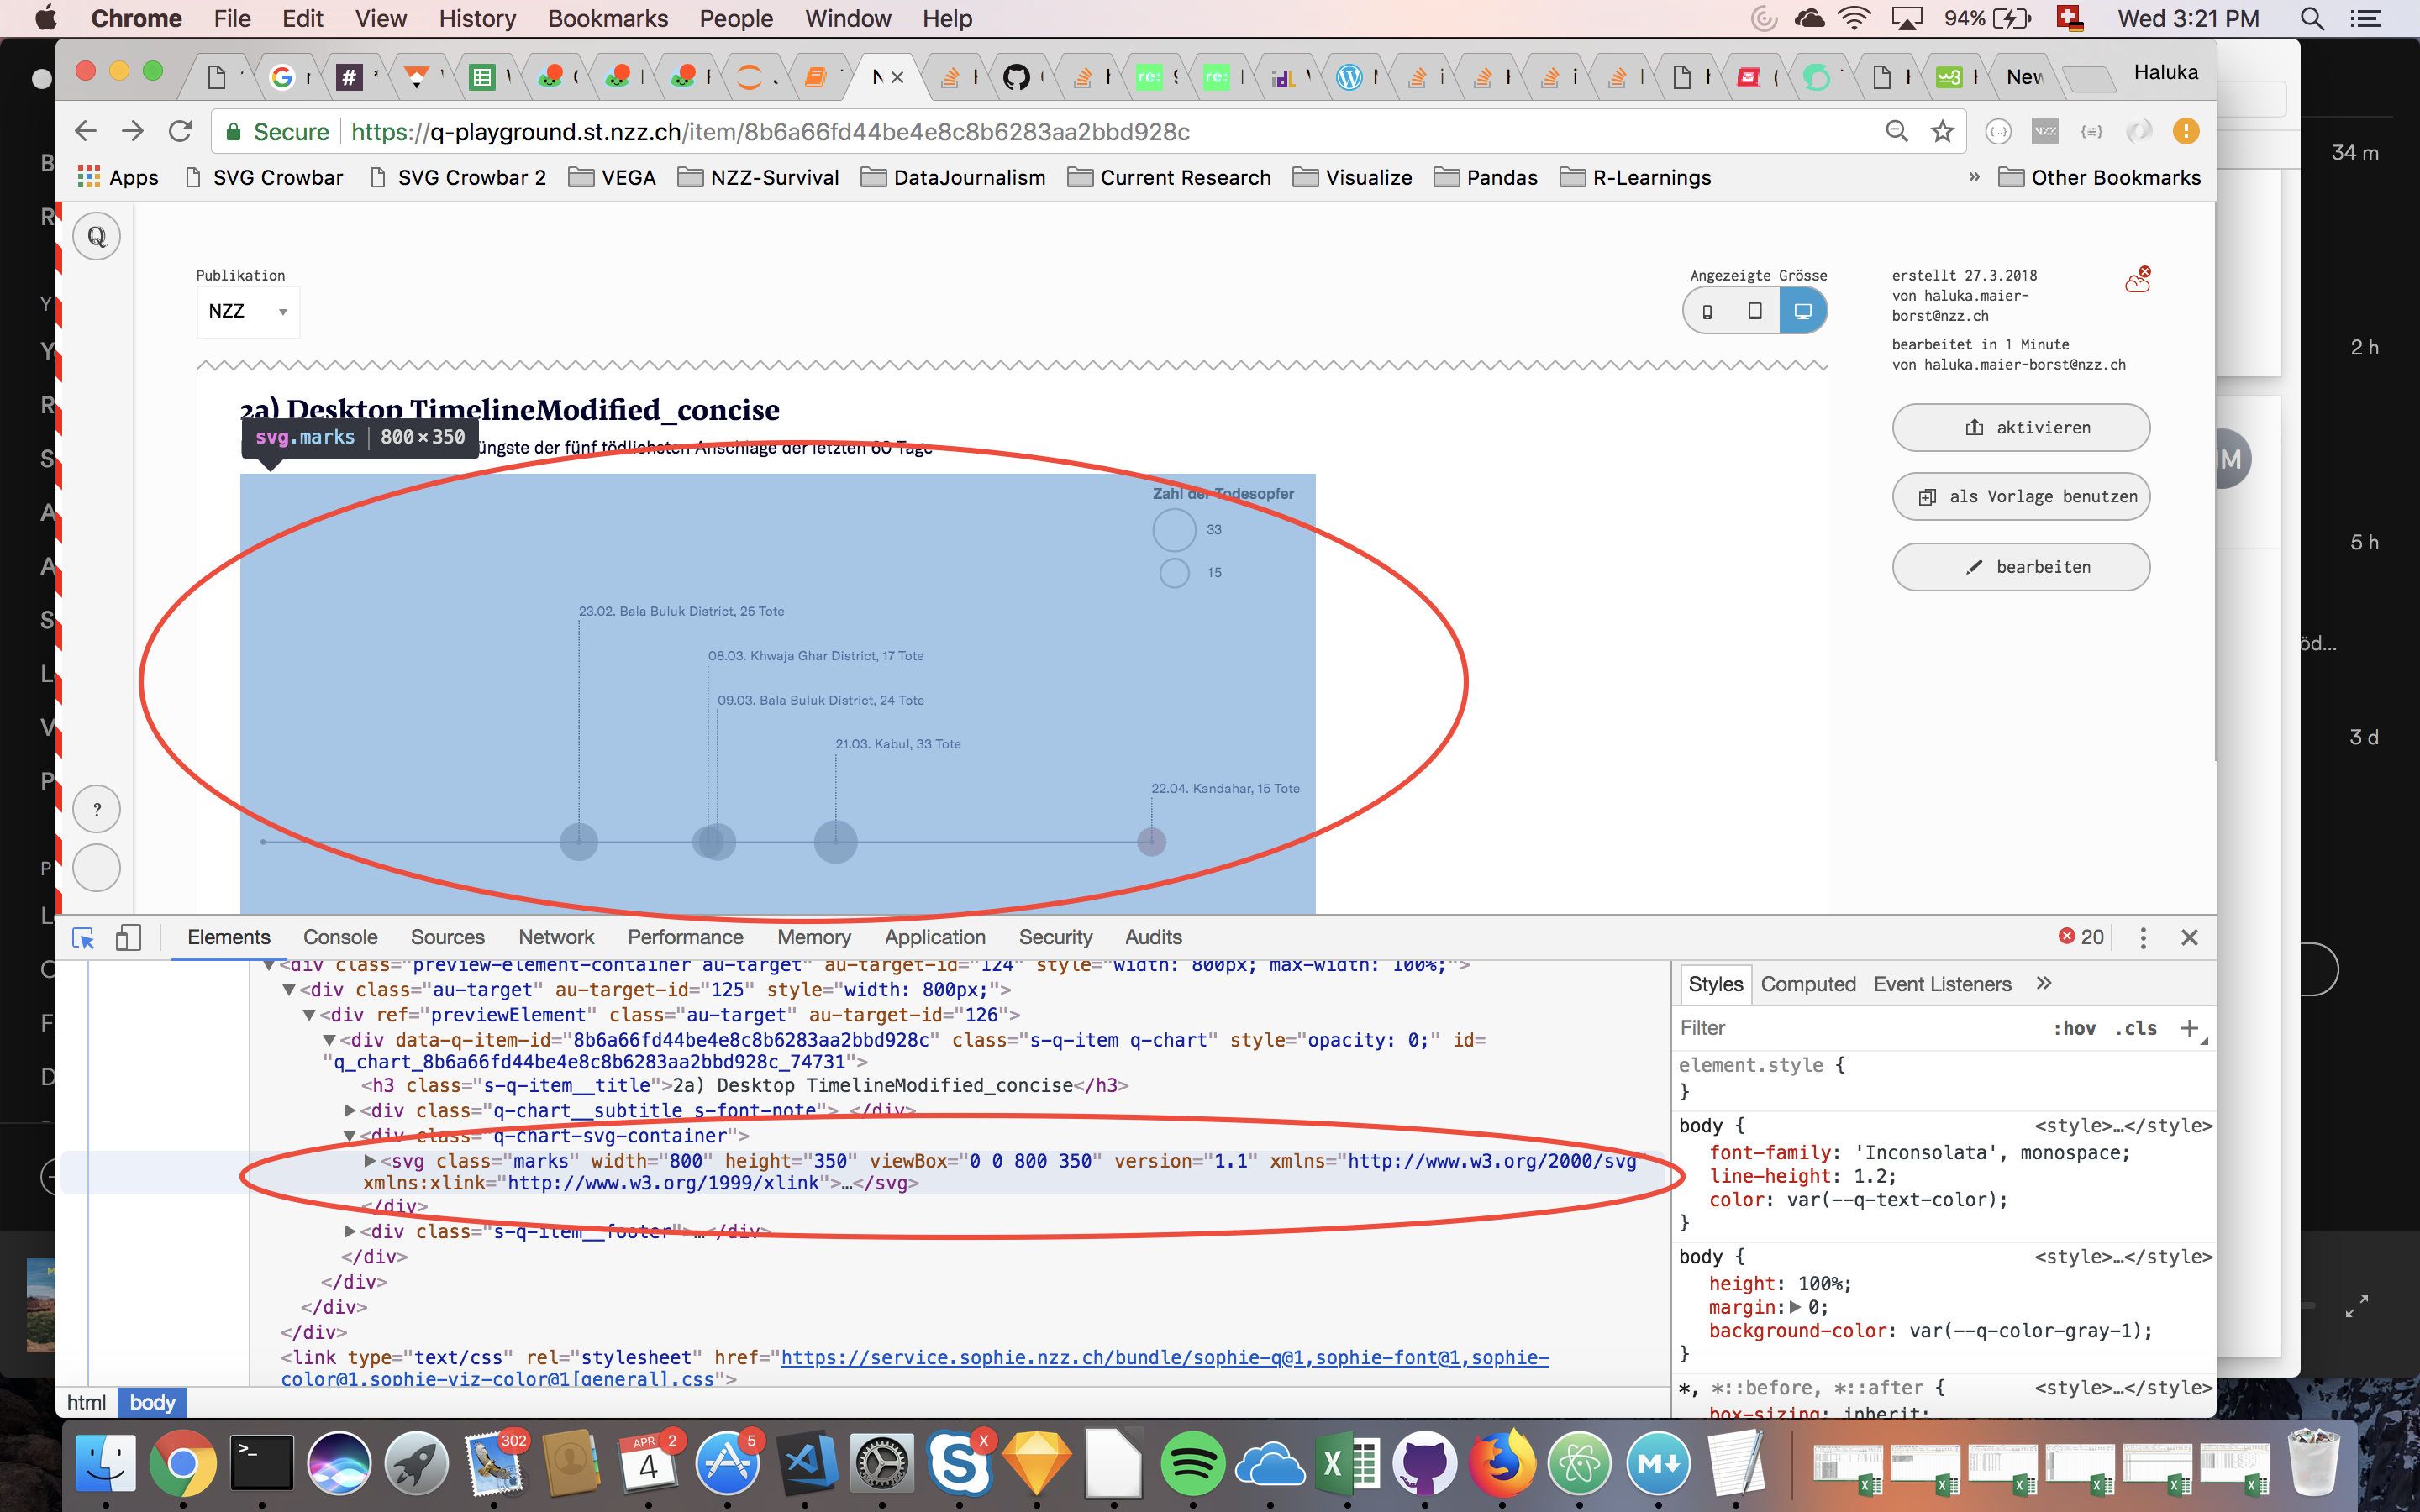 Chrome File Edit View History Bookmarks People Window Help 94% Wed 3:21 PM
N New Haluka
Secure https://q-playground.st.nzz.ch/item/8b6a66fd44be4e8c8b6283aa2bbd928c
Apps SVG Crowbar SVG Crowbar 2 VEGA NZZ-Survival DataJournalism Current Research Visualize Pandas R-Learnings » Other Bookmarks
34 m
2 h
5 h
öd...
3 d
Q
Publikation
NZZ
Angezeigte Grösse
erstellt 27.3.2018
von haluka.maier-
borst@nzz.ch
bearbeitet in 1 Minute
von haluka.maier-borst@nzz.ch
aktivieren
als Vorlage benutzen
bearbeiten
?
2a) Desktop TimelineModified_concise
svg.marks 800×350
üngste der fünf tödlichsten Anschläge der letzten 60 Tage
Zahl der Todesopfer
33
15
23.02. Bala Buluk District, 25 Tote
08.03. Khwaja Ghar District, 17 Tote
09.03. Bala Buluk District, 24 Tote
21.03. Kabul, 33 Tote
22.04. Kandahar, 15 Tote
Elements Console Sources Network Performance Memory Application Security Audits 20
<div class="preview-element-container au-target" au-target-id="124" style="width: 800px; max-width: 100%;">
<div class="au-target" au-target-id="125" style="width: 800px;">
<div ref="previewElement" class="au-target" au-target-id="126">
<div data-q-item-id="8b6a66fd44be4e8c8b6283aa2bbd928c" class="s-q-item q-chart" style="opacity: 0;" id=
"q_chart_8b6a66fd44be4e8c8b6283aa2bbd928c_74731">
<h3 class="s-q-item__title">2a) Desktop TimelineModified_concise</h3>
<div class="q-chart__subtitle s-font-note">…</div>
<div class="q-chart-svg-container">
<svg class="marks" width="800" height="350" viewBox="0 0 800 350" version="1.1" xmlns="http://www.w3.org/2000/svg"
xmlns:xlink="http://www.w3.org/1999/xlink">…</svg>
</div>
<div class="s-q-item__footer">…</div>
</div>
</div>
</div>
</div>
<link type="text/css" rel="stylesheet" href="https://service.sophie.nzz.ch/bundle/sophie-q@1,sophie-font@1,sophie-
color@1,sophie-viz-color@1[general].css">
html body
Styles Computed Event Listeners »
Filter :hov .cls +
element.style {
}
body { <style>…</style>
font-family: 'Inconsolata', monospace;
line-height: 1.2;
color: var(--q-text-color);
}
body { <style>…</style>
height: 100%;
margin: 0;
background-color: var(--q-color-gray-1);
}
*, *::before, *::after { <style>…</style>
box-sizing: inherit;
302 APR 4 2 5